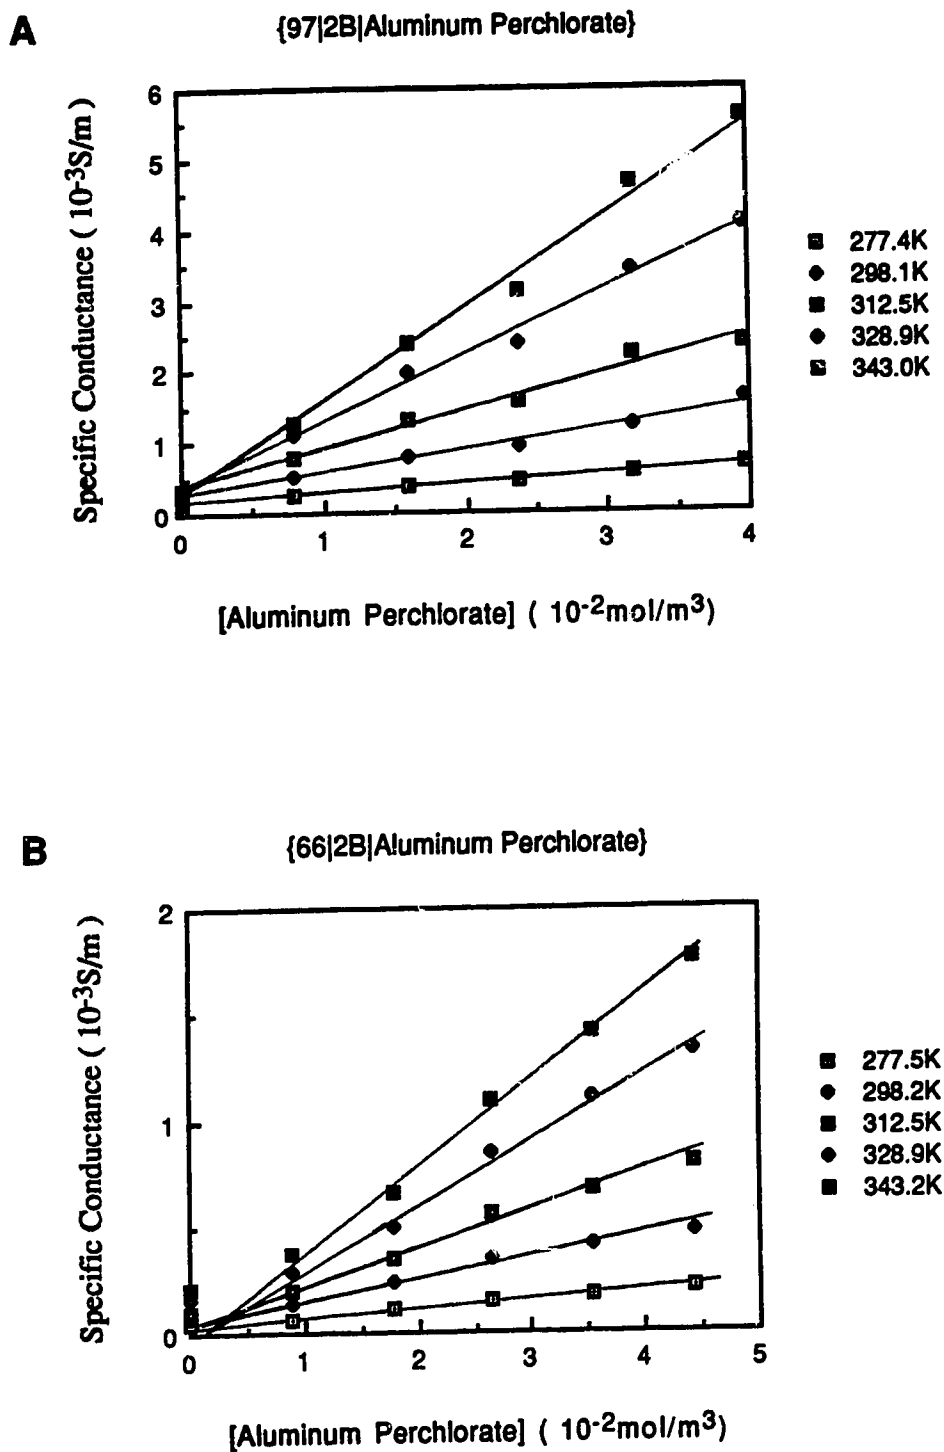 A
{97|2B|Aluminum Perchlorate}
Specific Conductance ( 10-3S/m )
6
5
4
3
2
1
0
0 1 2 3 4
[Aluminum Perchlorate] ( 10-2mol/m3)
277.4K
298.1K
312.5K
328.9K
343.0K
B
{66|2B|Aluminum Perchlorate}
Specific Conductance ( 10-3S/m )
2
1
0
0 1 2 3 4 5
[Aluminum Perchlorate] ( 10-2mol/m3)
277.5K
298.2K
312.5K
328.9K
343.2K